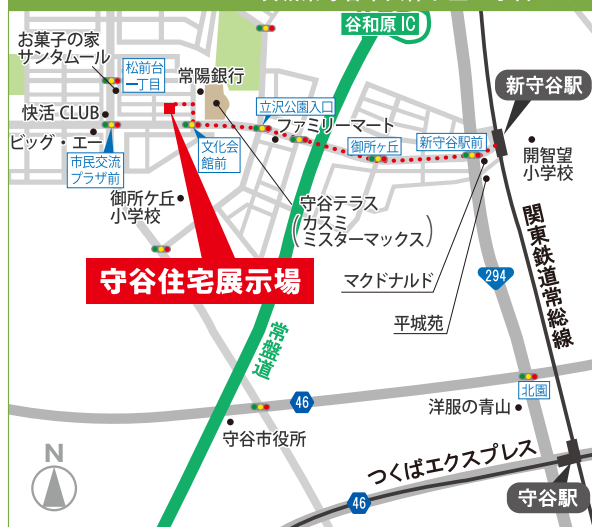 谷和原IC
お菓子の家
サンタムール
松前台
一丁目
常陽銀行
新守谷駅
快活 CLUB
立沢公園入口
ファミリーマート
ビッグ・エー
文化会
館前
御所ヶ丘
新守谷駅前
開智望
小学校
市民交流
プラザ前
御所ケ丘
小学校
守谷テラス
(カスミ
ミスターマックス)
守谷住宅展示場
マクドナルド
294
関東鉄道常総線
平城苑
常盤道
46
北園
洋服の青山
守谷市役所
N
つくばエクスプレス
46
守谷駅